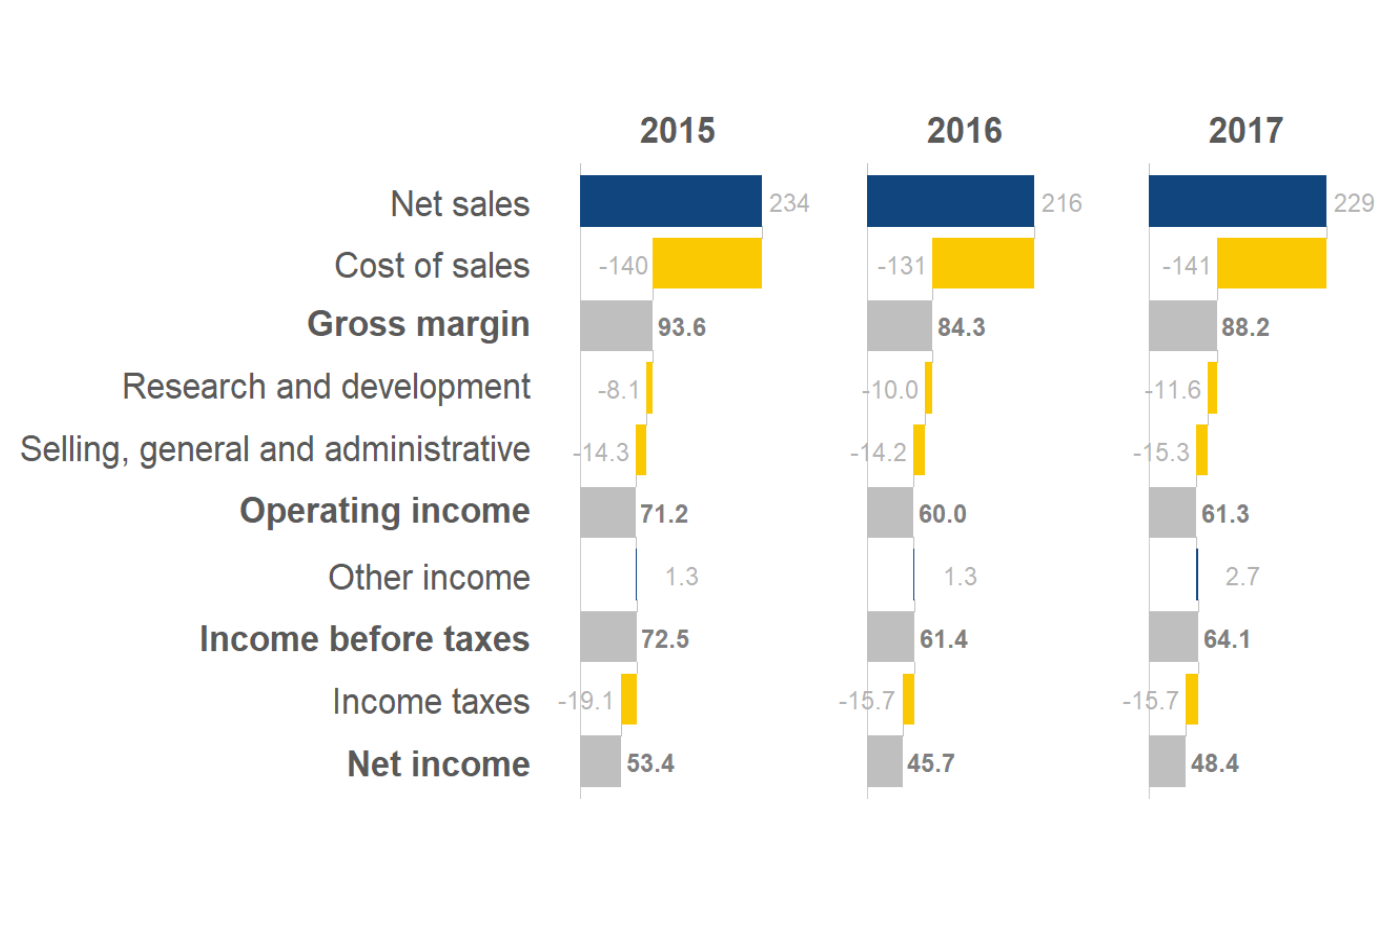 2015 2016 2017
Net sales 234 216 229
Cost of sales -140 -131 -141
Gross margin 93.6 84.3 88.2
Research and development -8.1 -10.0 -11.6
Selling, general and administrative -14.3 -14.2 -15.3
Operating income 71.2 60.0 61.3
Other income 1.3 1.3 2.7
Income before taxes 72.5 61.4 64.1
Income taxes -19.1 -15.7 -15.7
Net income 53.4 45.7 48.4